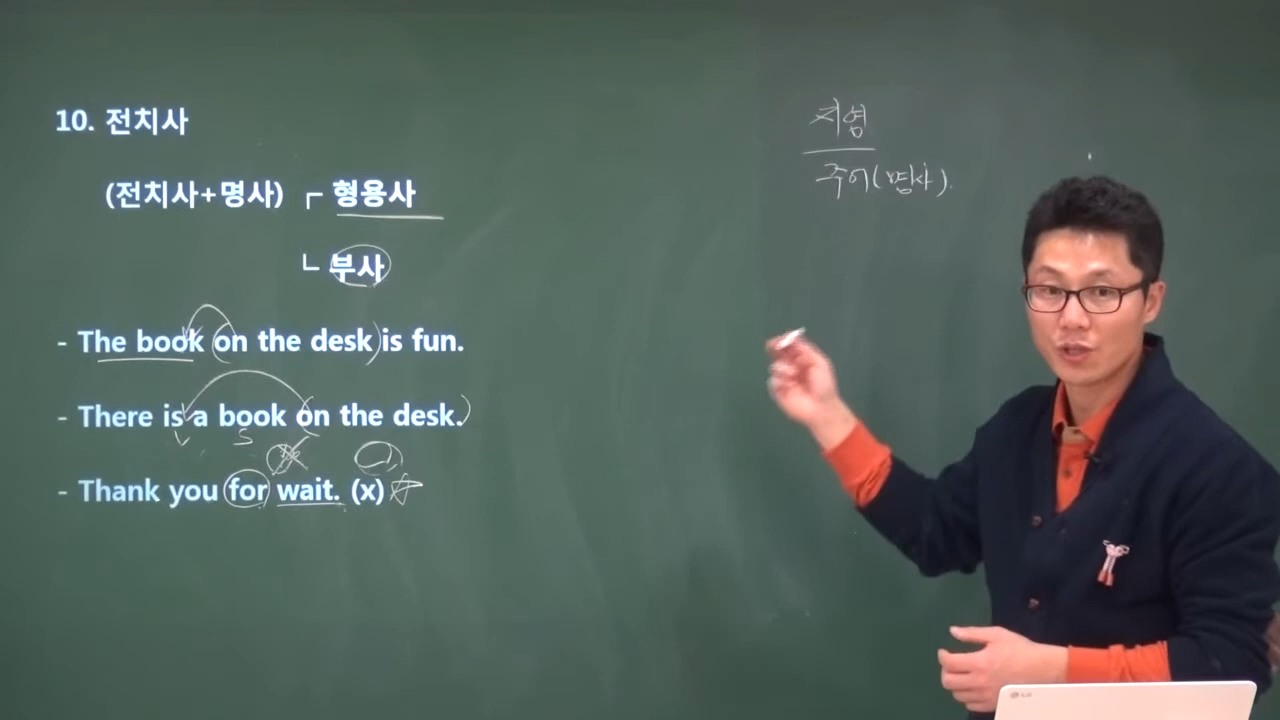 10. 전치사
(전치사+명사) ┌ 형용사
└ 부사
- The book (on the desk) is fun.
- There is a book (on the desk.)
V S
- Thank you for wait. (x) ☆
주어(명사).
LG